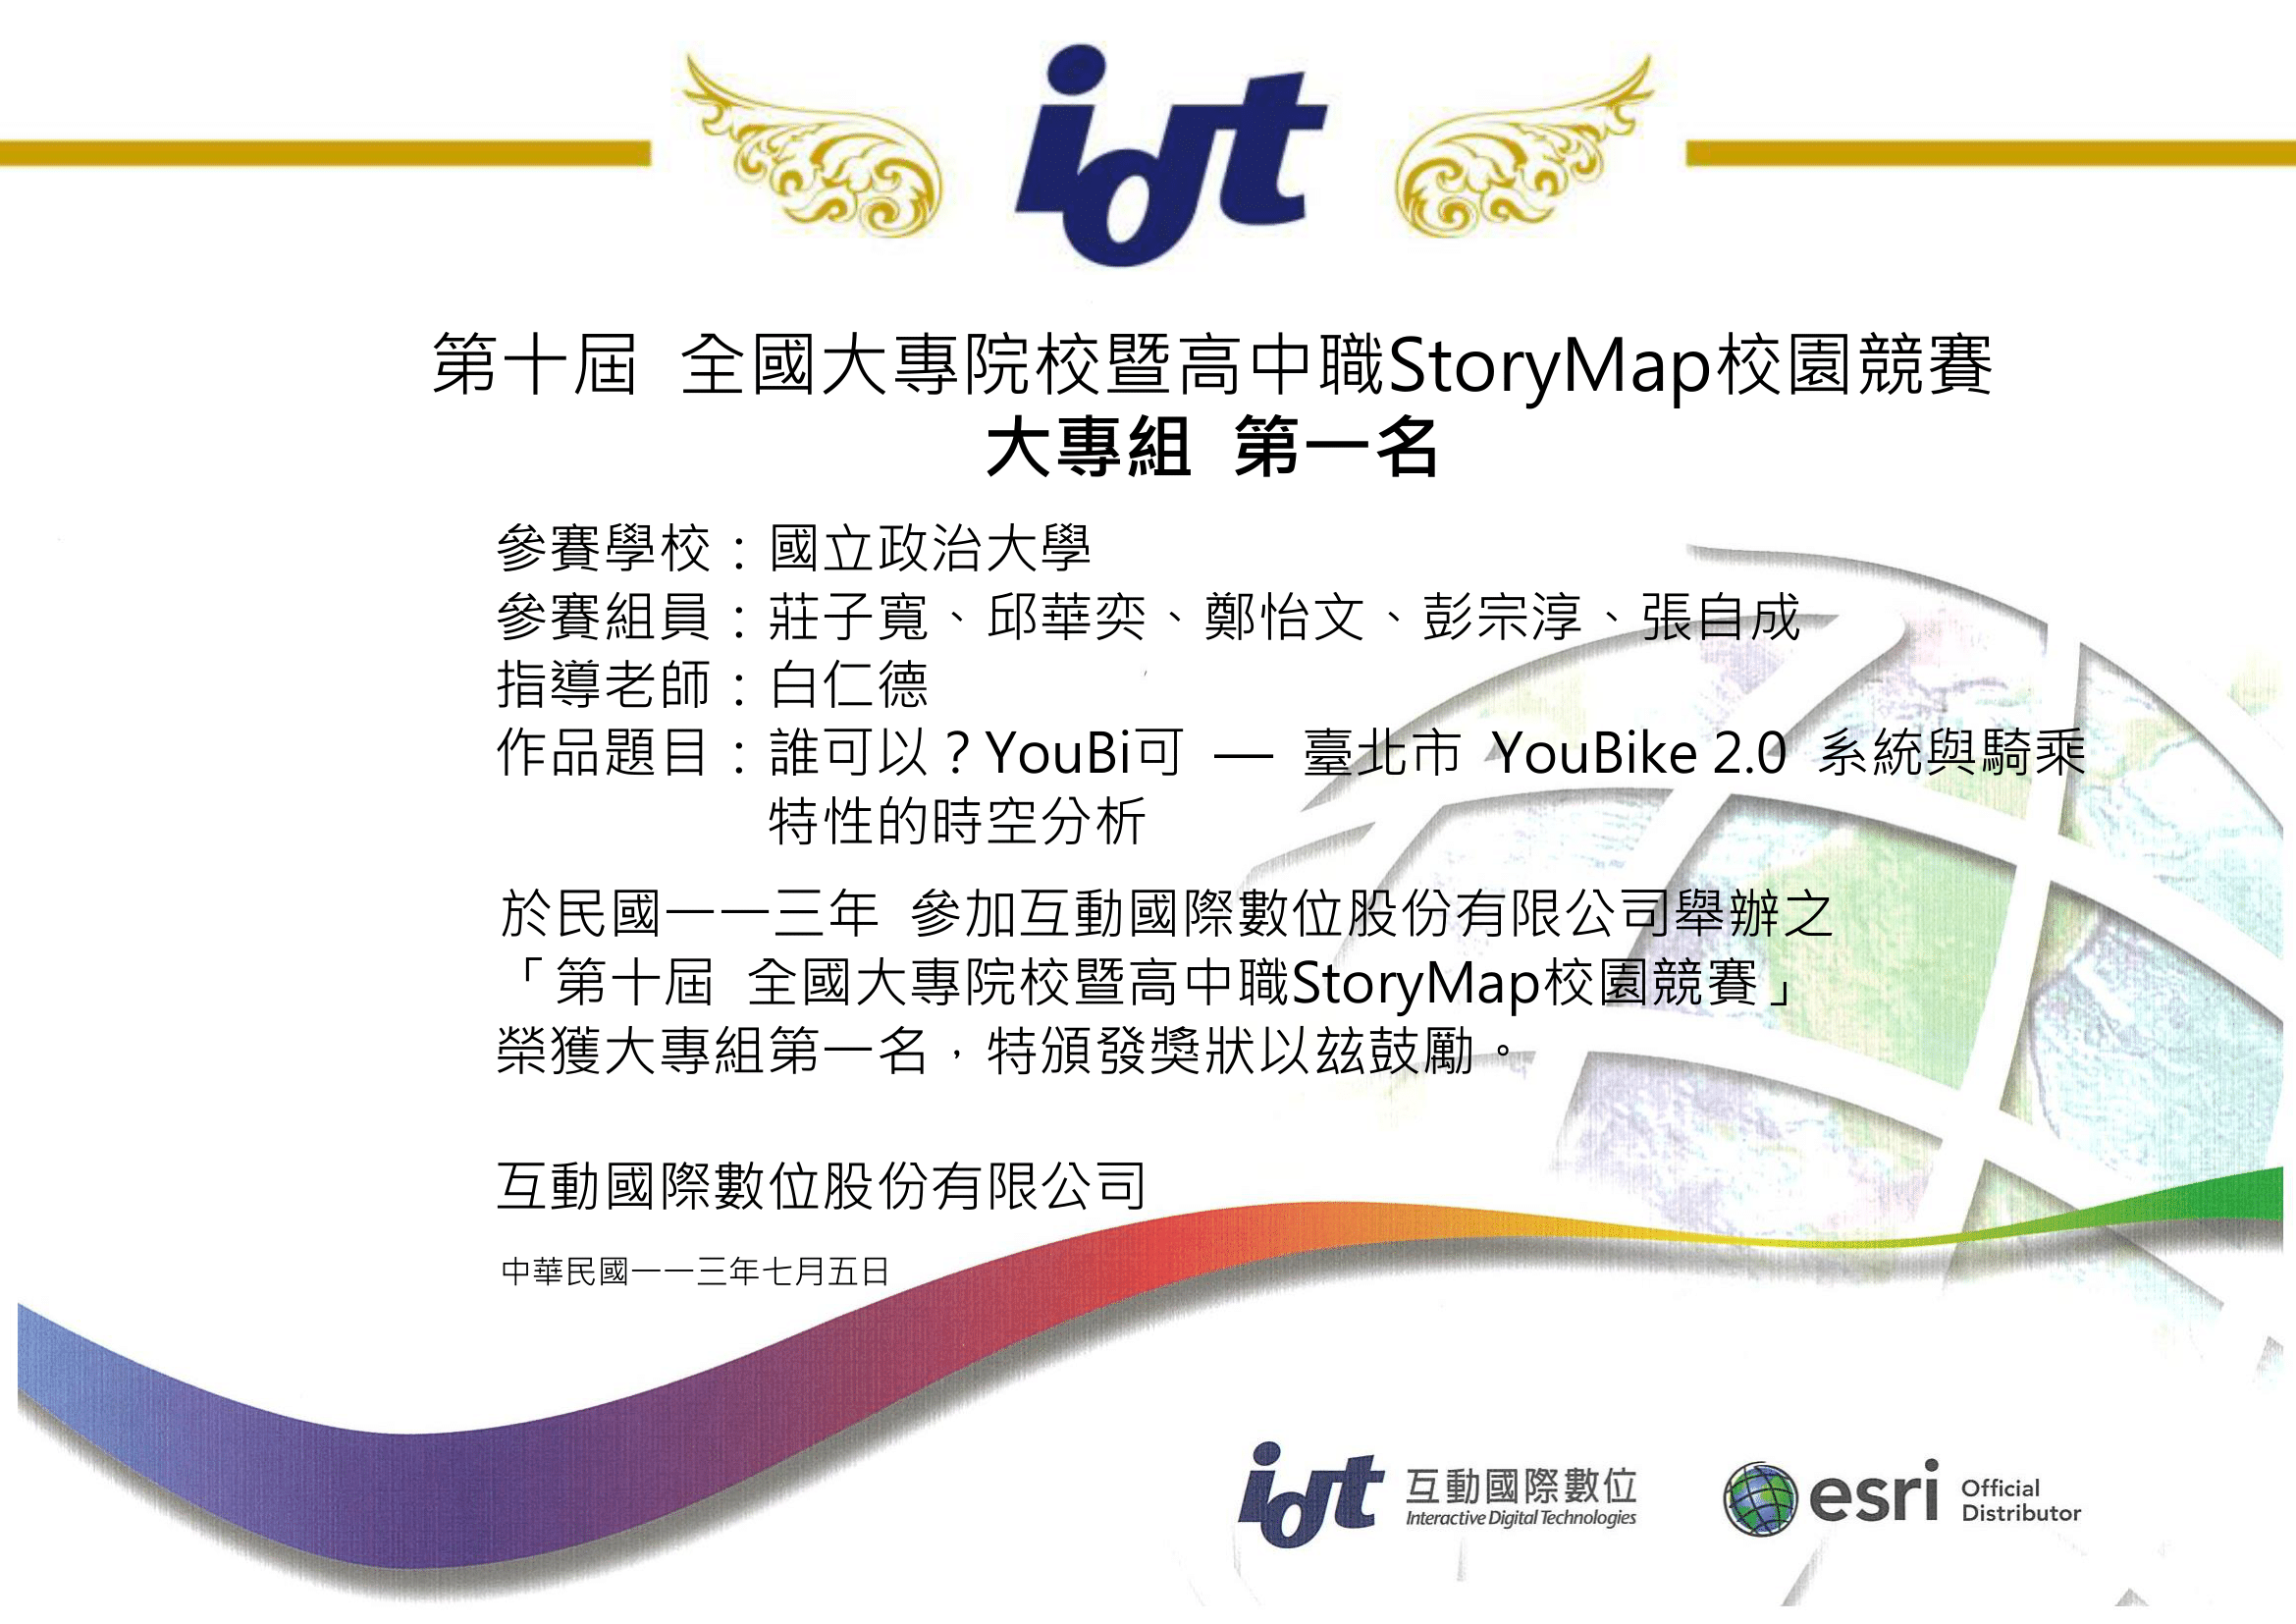 idt
第十屆 全國大專院校暨高中職StoryMap校園競賽
大專組 第一名
參賽學校：國立政治大學
參賽組員：莊子寬、邱華奕、鄭怡文、彭宗淳、張自成
指導老師：白仁德
作品題目：誰可以？YouBi可 — 臺北市 YouBike 2.0 系統與騎乘
特性的時空分析
於民國一一三年 參加互動國際數位股份有限公司舉辦之
「第十屆 全國大專院校暨高中職StoryMap校園競賽」
榮獲大專組第一名，特頒發獎狀以茲鼓勵。
互動國際數位股份有限公司
中華民國一一三年七月五日
idt 互動國際數位
Interactive Digital Technologies
esri Official
Distributor